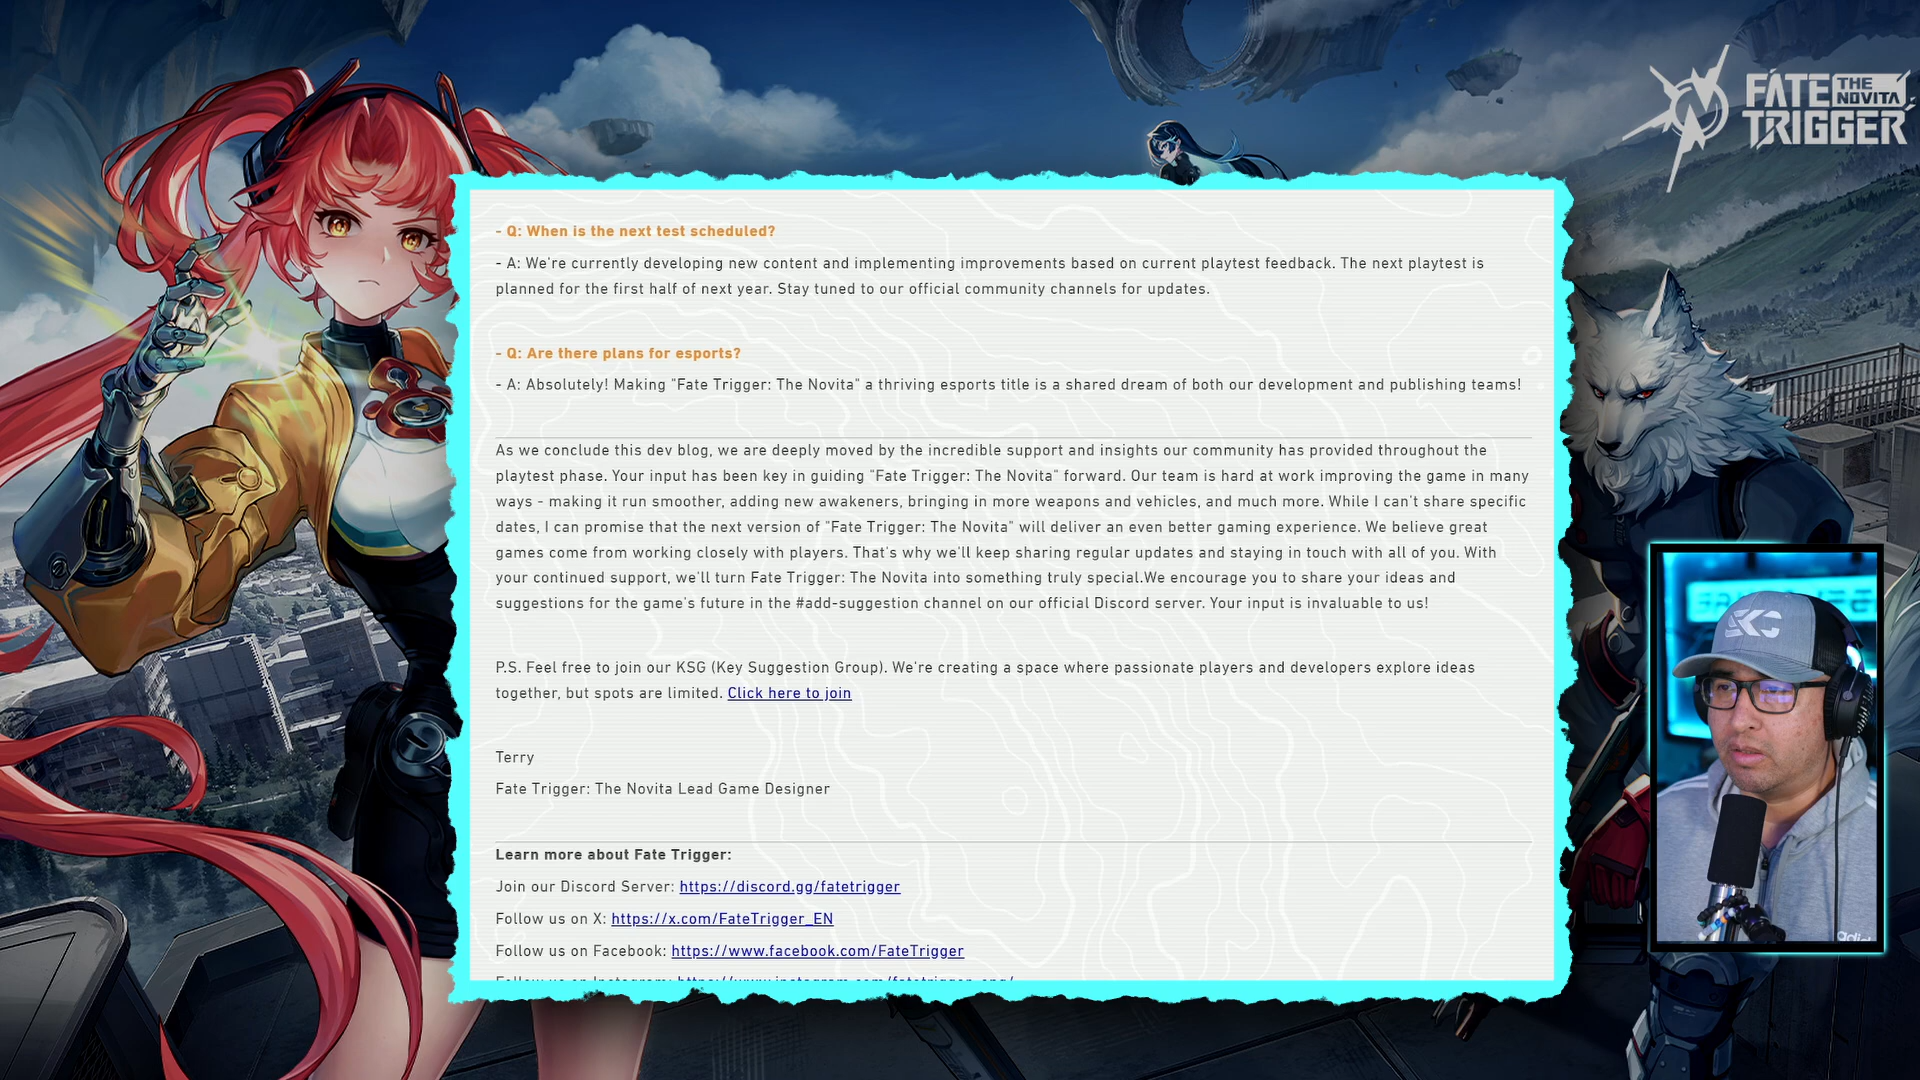 FATE THE NOVITA TRIGGER
- Q: When is the next test scheduled?
- A: We're currently developing new content and implementing improvements based on current playtest feedback. The next playtest is
planned for the first half of next year. Stay tuned to our official community channels for updates.
- Q: Are there plans for esports?
- A: Absolutely! Making "Fate Trigger: The Novita" a thriving esports title is a shared dream of both our development and publishing teams!
As we conclude this dev blog, we are deeply moved by the incredible support and insights our community has provided throughout the
playtest phase. Your input has been key in guiding "Fate Trigger: The Novita" forward. Our team is hard at work improving the game in many
ways - making it run smoother, adding new awakeners, bringing in more weapons and vehicles, and much more. While I can't share specific
dates, I can promise that the next version of "Fate Trigger: The Novita" will deliver an even better gaming experience. We believe great
games come from working closely with players. That's why we'll keep sharing regular updates and staying in touch with all of you. With
your continued support, we'll turn Fate Trigger: The Novita into something truly special.We encourage you to share your ideas and
suggestions for the game's future in the #add-suggestion channel on our official Discord server. Your input is invaluable to us!
P.S. Feel free to join our KSG (Key Suggestion Group). We're creating a space where passionate players and developers explore ideas
together, but spots are limited. Click here to join
Terry
Fate Trigger: The Novita Lead Game Designer
Learn more about Fate Trigger:
Join our Discord Server: https://discord.gg/fatetrigger
Follow us on X: https://x.com/FateTrigger_EN
Follow us on Facebook: https://www.facebook.com/FateTrigger
Follow us on Instagram: https://www.instagram.com/fatetrigger_eng/